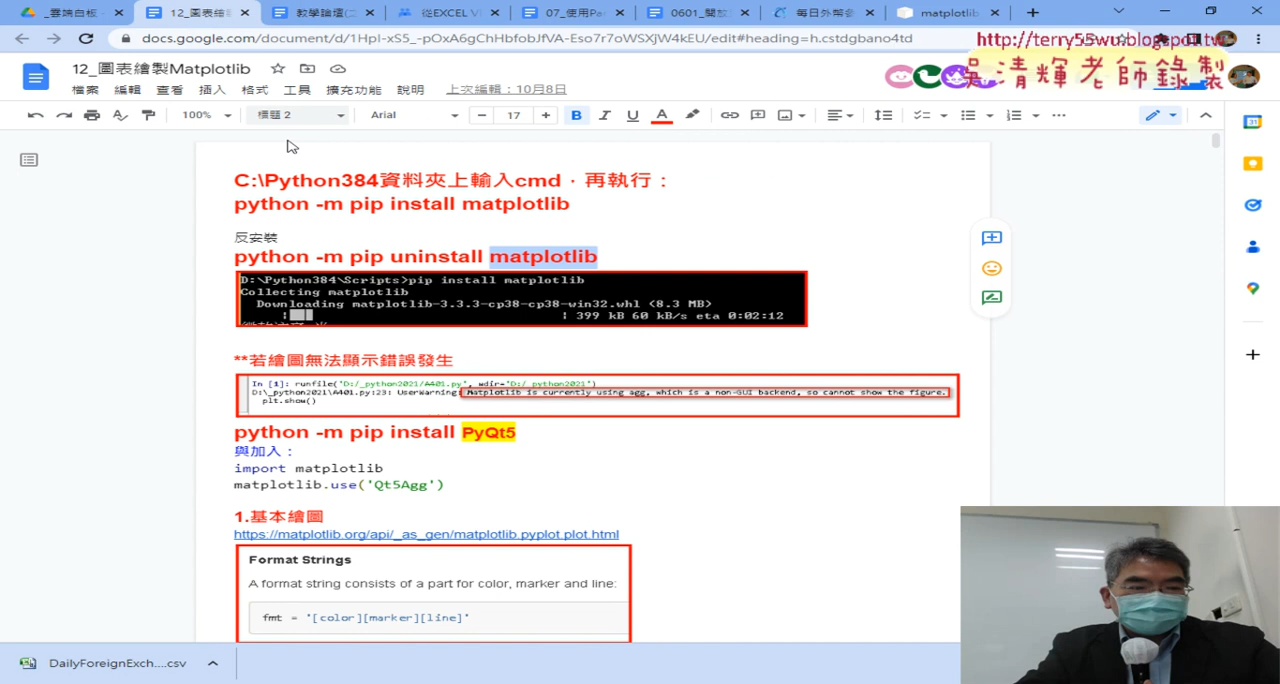 _雲端白板
12_圖表繪
教學論壇(二
從EXCEL V
07_使用Pa
0601_開放
每日外幣參
matplotlib
docs.google.com/document/d/1HpI-xS5_-pOxA6gChHbfobJfVA-Eso7r7oWSXjW4kEU/edit#heading=h.cstdgbano4td
http://terry55wu.blogspot.tw
吳清輝老師錄製
12_圖表繪製Matplotlib
檔案 編輯 查看 插入 格式 工具 擴充功能 說明 上次編輯：10月8日
100% 標題 2 Arial 17 B I U A
C:\Python384資料夾上輸入cmd，再執行：
python -m pip install matplotlib
反安裝
python -m pip uninstall matplotlib
D:\Python384\Scripts>pip install matplotlib
Collecting matplotlib
Downloading matplotlib-3.3.3-cp38-cp38-win32.whl (8.3 MB)
| 399 kB 60 kB/s eta 0:02:12
**若繪圖無法顯示錯誤發生
In [1]: runfile('D:/_python2021/A401.py', wdir='D:/_python2021')
D:\_python2021\A401.py:23: UserWarning: Matplotlib is currently using agg, which is a non-GUI backend, so cannot show the figure.
plt.show()
python -m pip install PyQt5
與加入：
import matplotlib
matplotlib.use('Qt5Agg')
1.基本繪圖
https://matplotlib.org/api/_as_gen/matplotlib.pyplot.plot.html
Format Strings
A format string consists of a part for color, marker and line:
fmt = '[color][marker][line]'
DailyForeignExch....csv